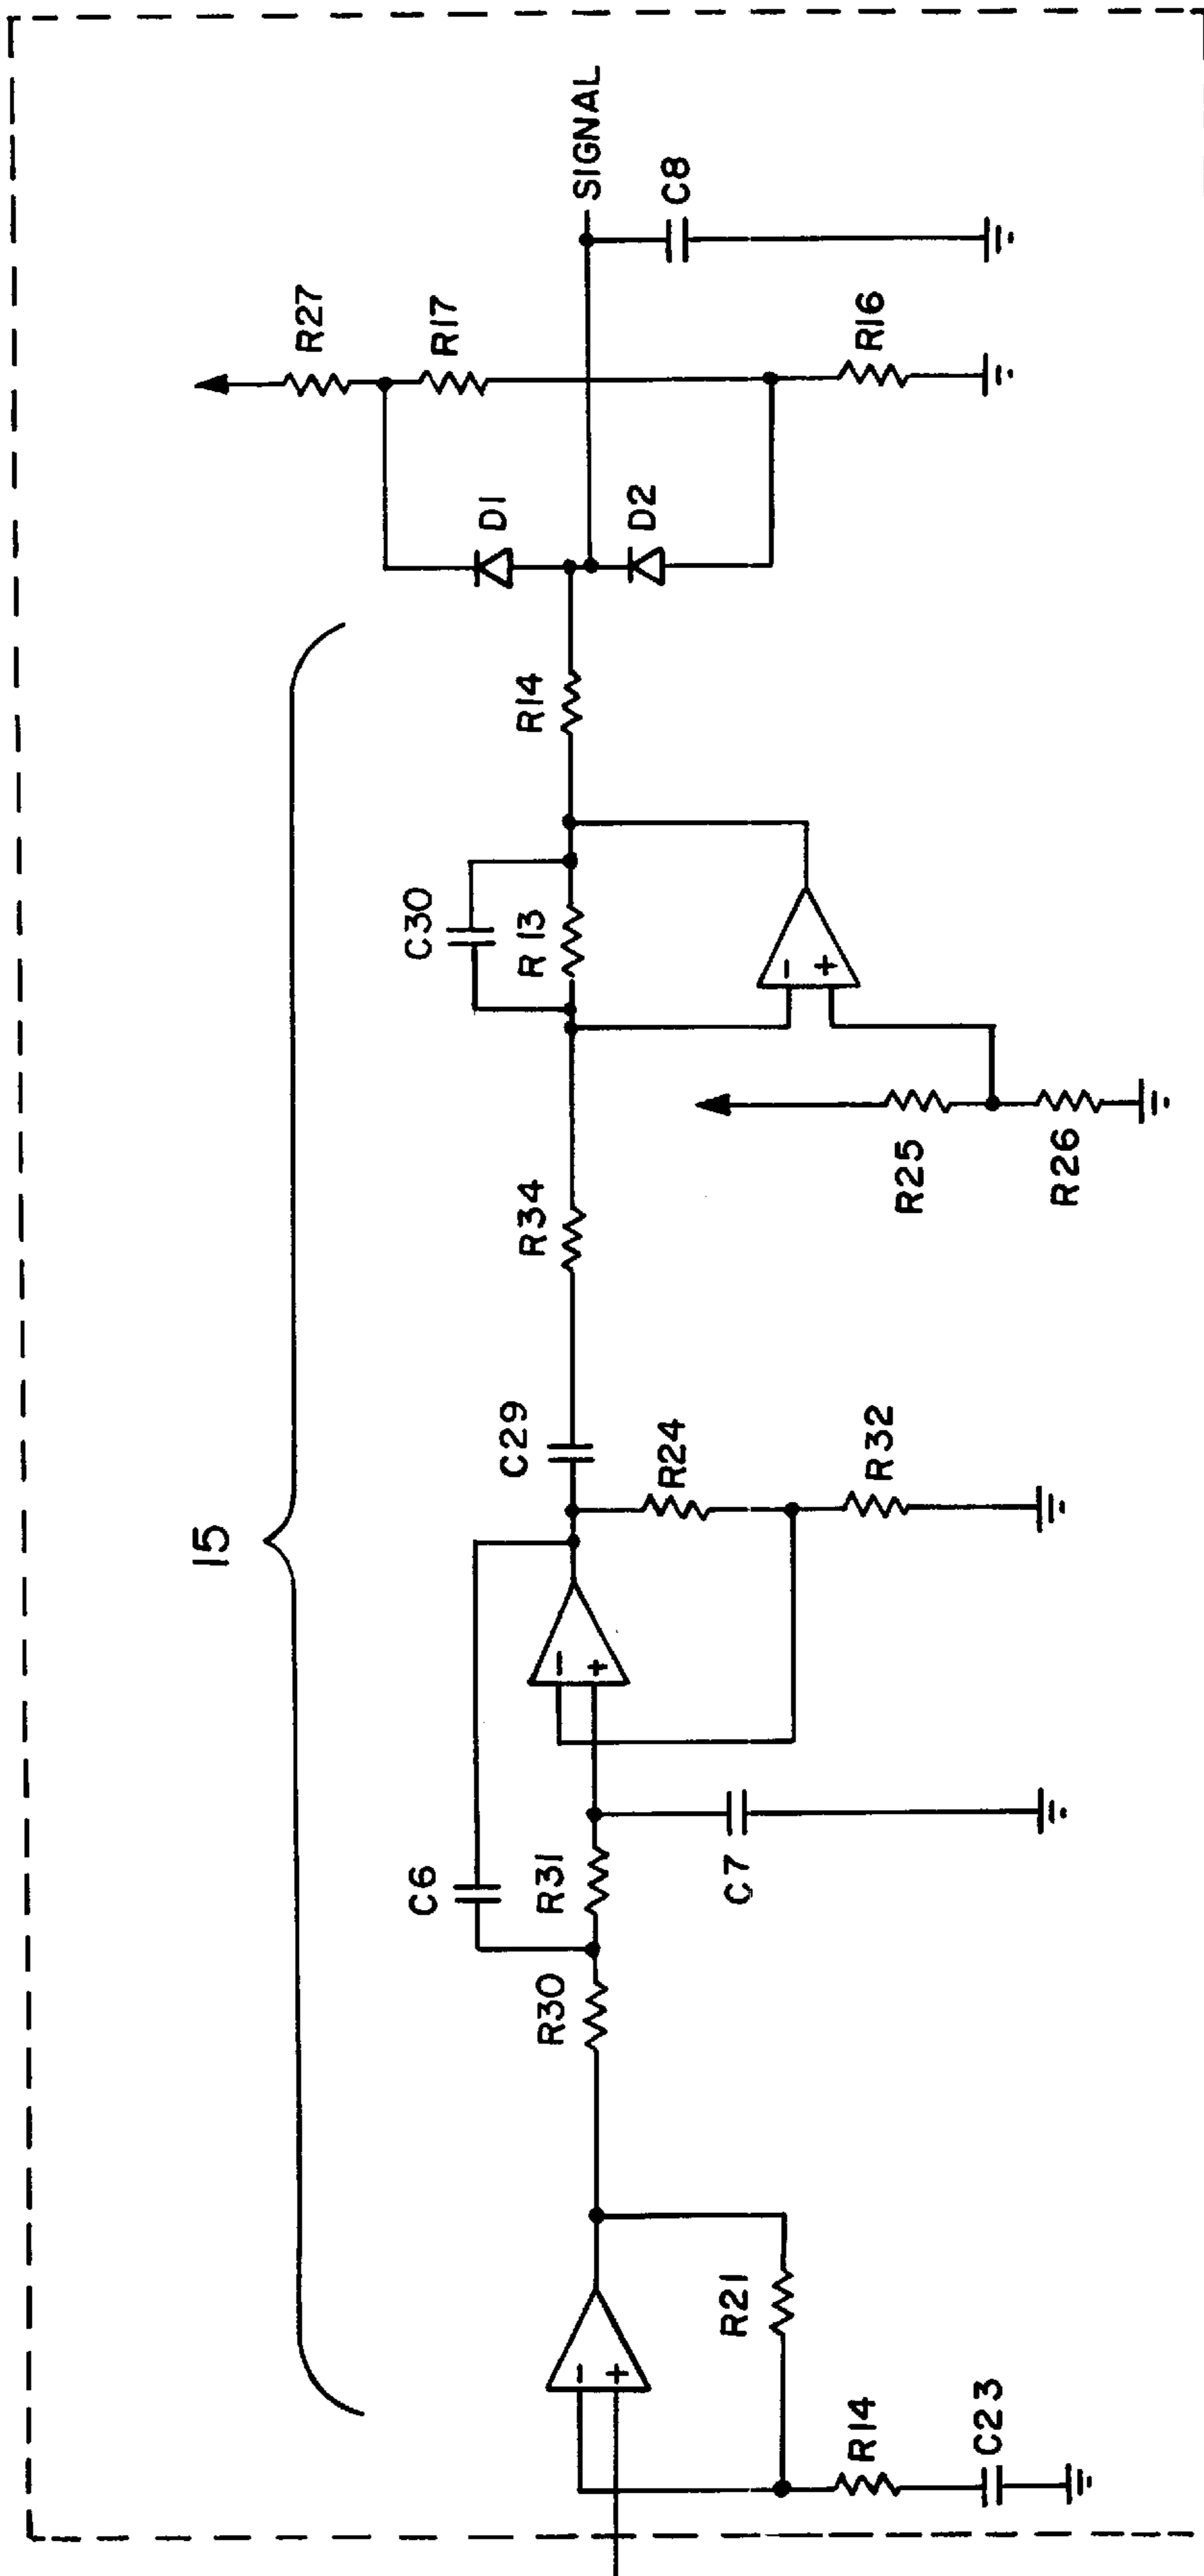 15
R21
R14
C23
R30
C6
R31
C7
-
+
-
+
C29
R24
R32
R34
C30
R13
-
+
R25
R26
R14
D1
D2
R27
R17
R16
SIGNAL
C8